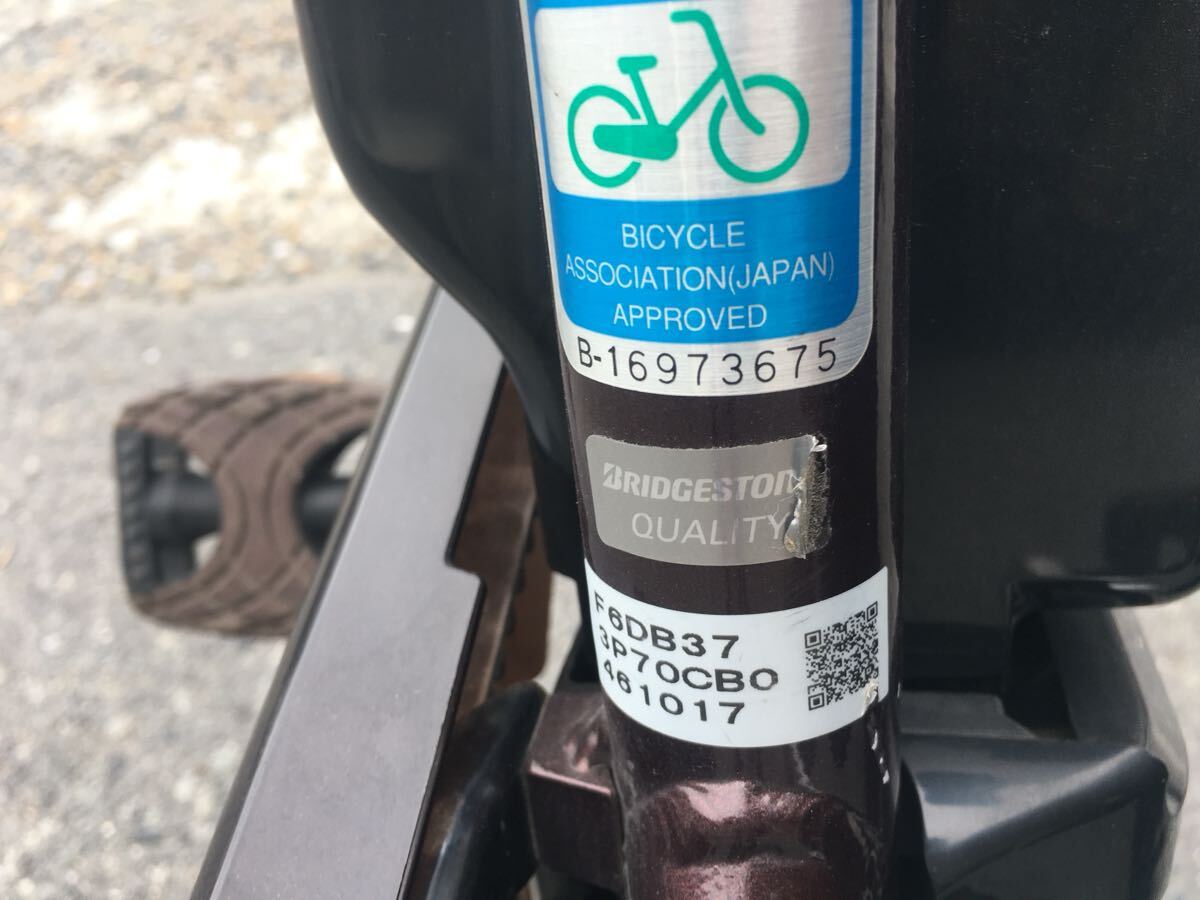 BICYCLE
ASSOCIATION(JAPAN)
APPROVED
B-16973675
BRIDGESTON
QUALITY
F6DB37
3P70CB0
461017